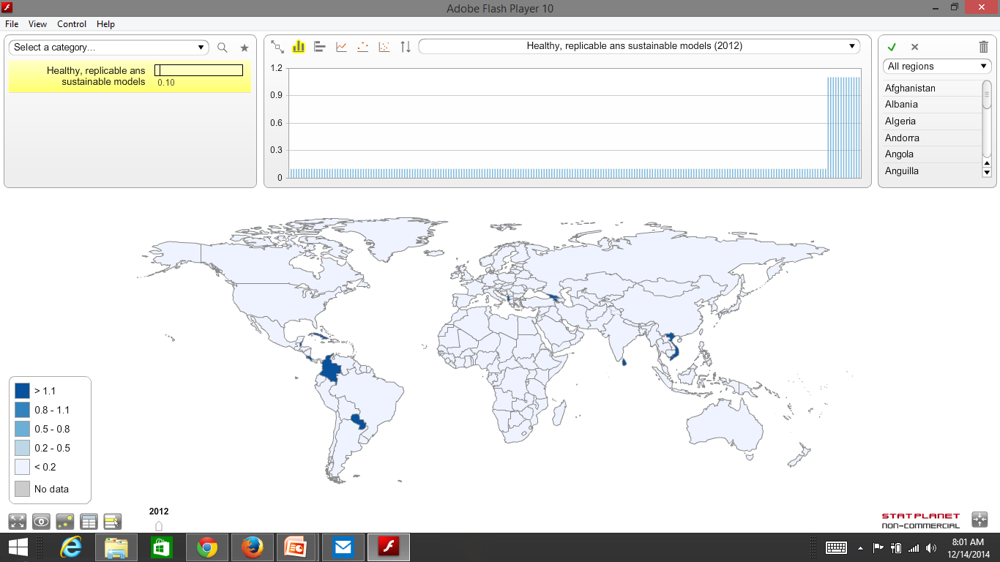 Adobe Flash Player 10
File View Control Help
Select a category...
Healthy, replicable ans
sustainable models
0.10
Healthy, replicable ans sustainable models (2012)
1.2
0.9
0.6
0.3
0
All regions
Afghanistan
Albania
Algeria
Andorra
Angola
Anguilla
> 1.1
0.8 - 1.1
0.5 - 0.8
0.2 - 0.5
< 0.2
No data
2012
STATPLANET
NON-COMMERCIAL
8:01 AM
12/14/2014